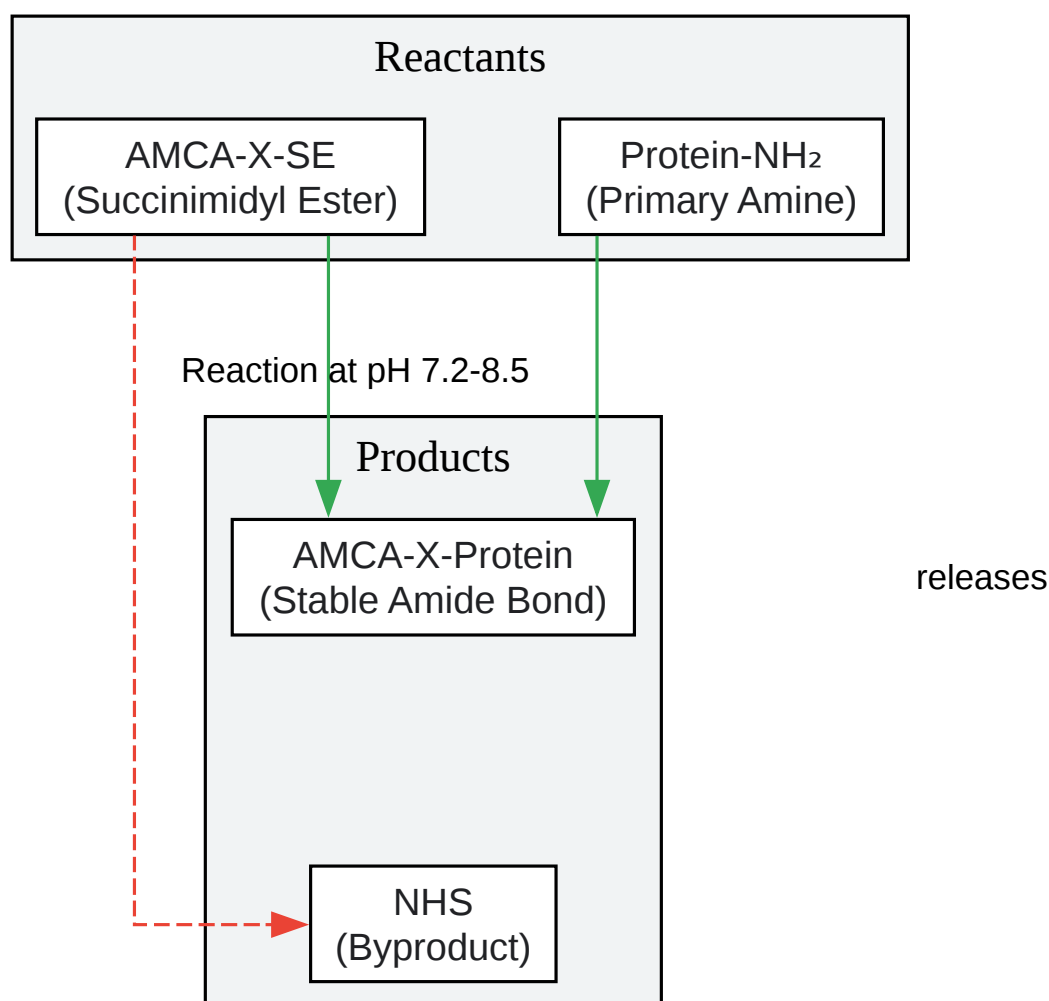 Reactants
AMCA-X-SE
(Succinimidyl Ester)
Protein-NH₂
(Primary Amine)
Reaction at pH 7.2-8.5
Products
AMCA-X-Protein
(Stable Amide Bond)
releases
NHS
(Byproduct)